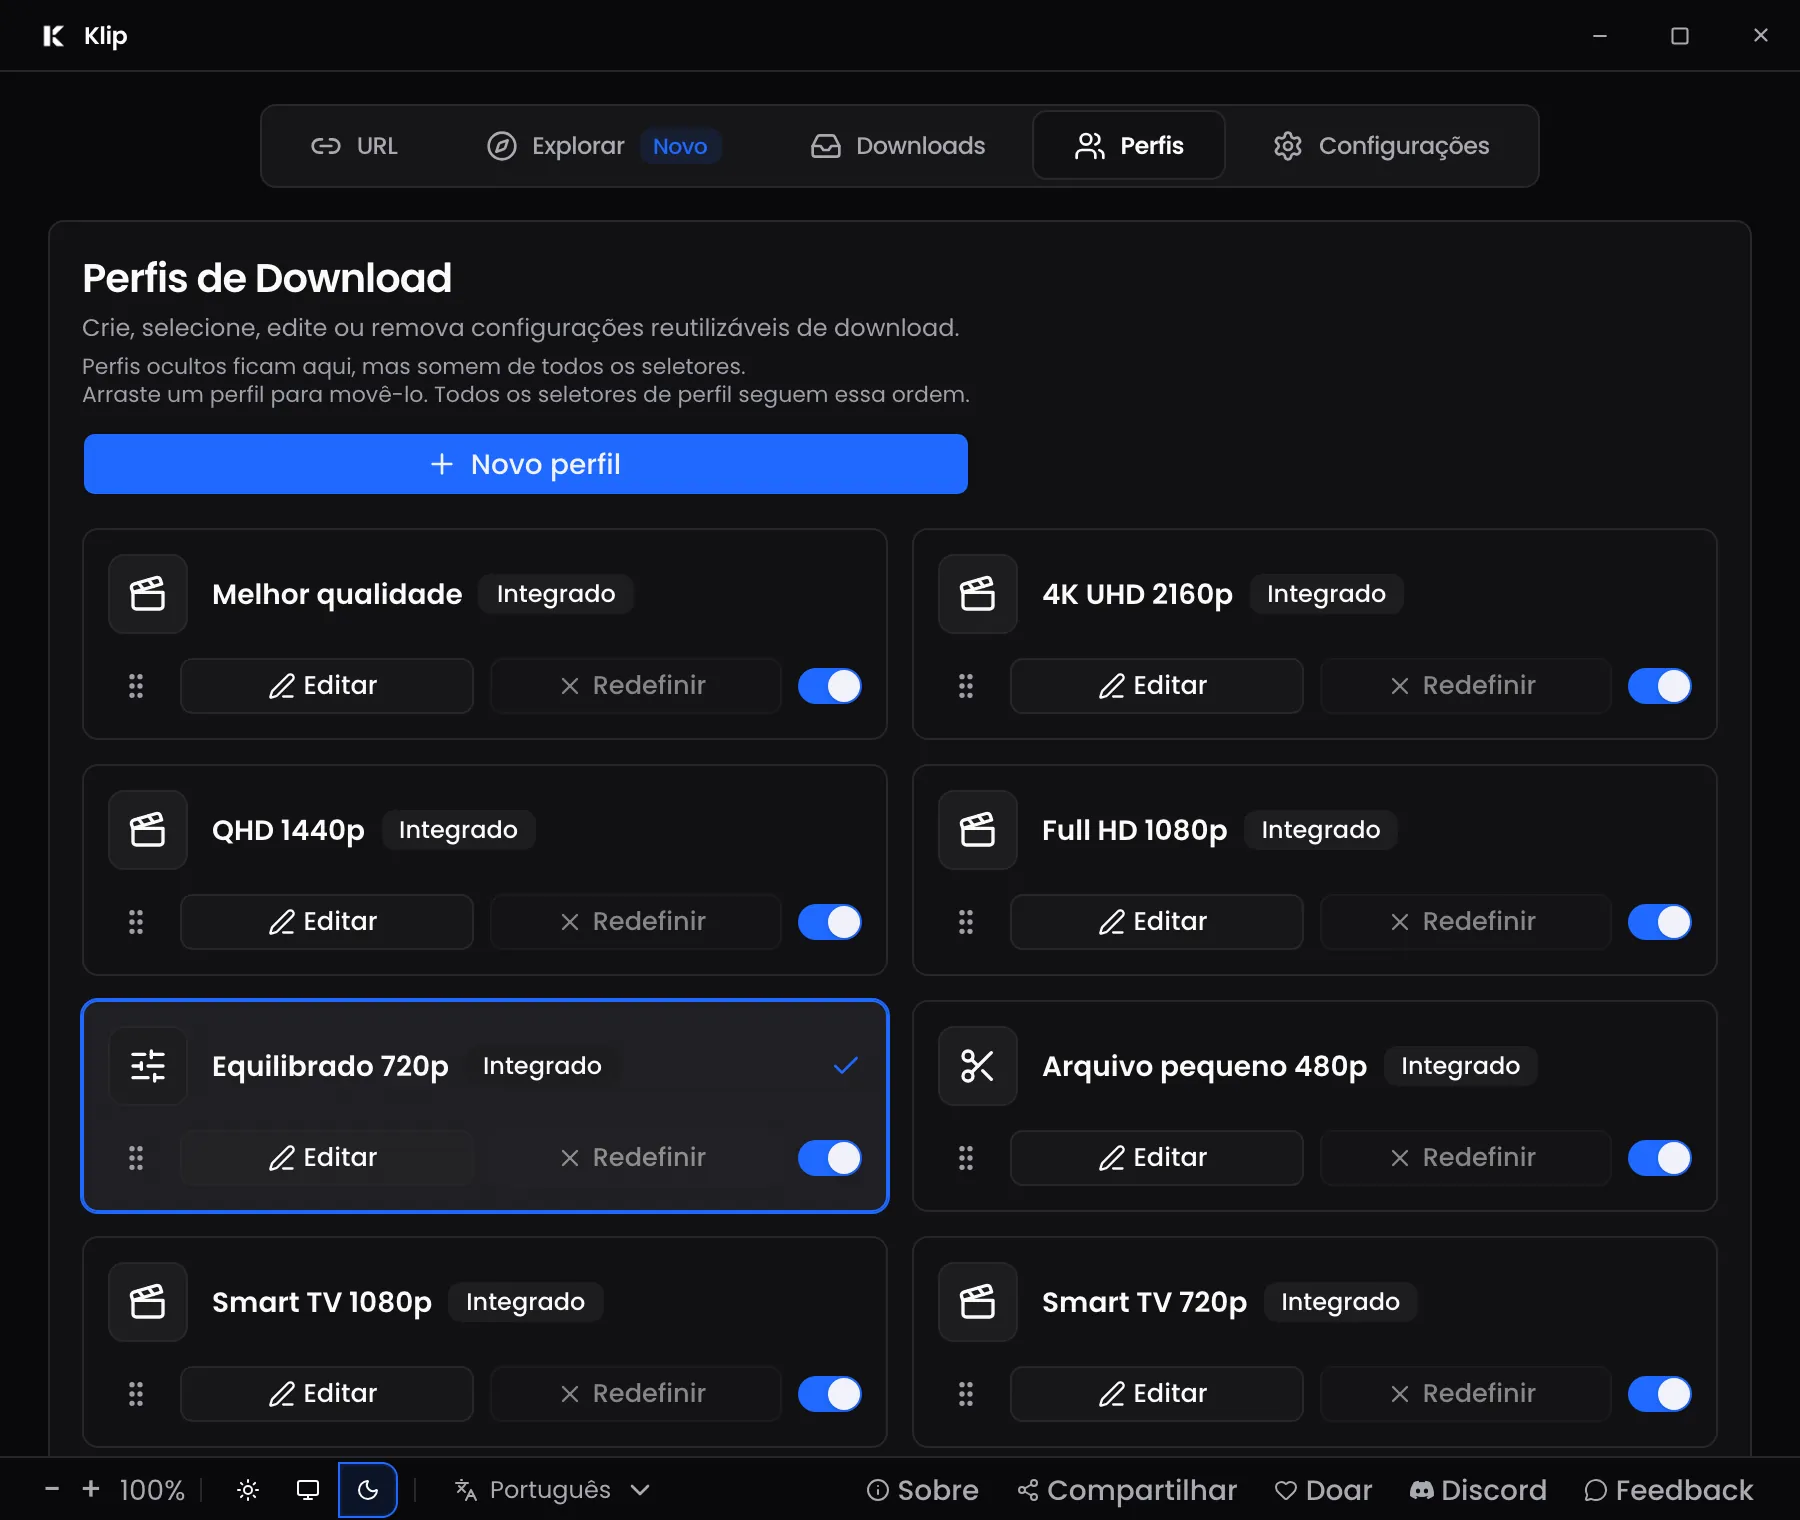 Klip
URL
Explorar Novo
Downloads
Perfis
Configurações
Perfis de Download
Crie, selecione, edite ou remova configurações reutilizáveis de download.
Perfis ocultos ficam aqui, mas somem de todos os seletores.
Arraste um perfil para movê-lo. Todos os seletores de perfil seguem essa ordem.
+ Novo perfil
Melhor qualidade Integrado
Editar Redefinir
4K UHD 2160p Integrado
Editar Redefinir
QHD 1440p Integrado
Editar Redefinir
Full HD 1080p Integrado
Editar Redefinir
Equilibrado 720p Integrado
Editar Redefinir
Arquivo pequeno 480p Integrado
Editar Redefinir
Smart TV 1080p Integrado
Editar Redefinir
Smart TV 720p Integrado
Editar Redefinir
− + 100%
Português
Sobre
Compartilhar
Doar
Discord
Feedback